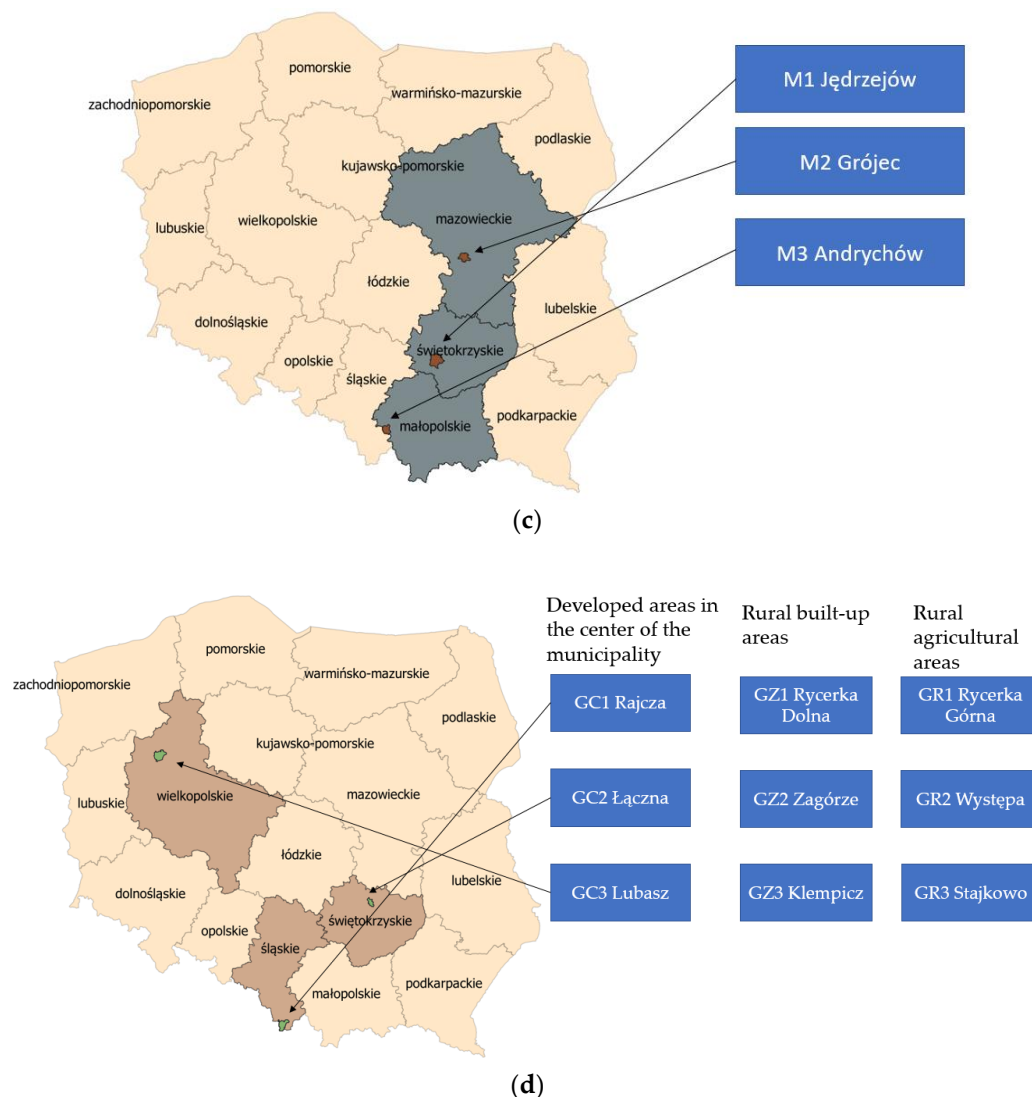 pomorskie
zachodniopomorskie
warmińsko-mazurskie
podlaskie
kujawsko-pomorskie
mazowieckie
lubuskie
wielkopolskie
łódzkie
lubelskie
dolnośląskie
opolskie
śląskie
świętokrzyskie
małopolskie
podkarpackie
M1 Jędrzejów
M2 Grójec
M3 Andrychów
(c)
pomorskie
zachodniopomorskie
warmińsko-mazurskie
podlaskie
kujawsko-pomorskie
mazowieckie
lubuskie
wielkopolskie
łódzkie
lubelskie
dolnośląskie
opolskie
śląskie
świętokrzyskie
małopolskie
podkarpackie
Developed areas in
the center of the
municipality
Rural built-up
areas
Rural
agricultural
areas
GC1 Rajcza
GZ1 Rycerka
Dolna
GR1 Rycerka
Górna
GC2 Łączna
GZ2 Zagórze
GR2 Występa
GC3 Lubasz
GZ3 Klempicz
GR3 Stajkowo
(d)